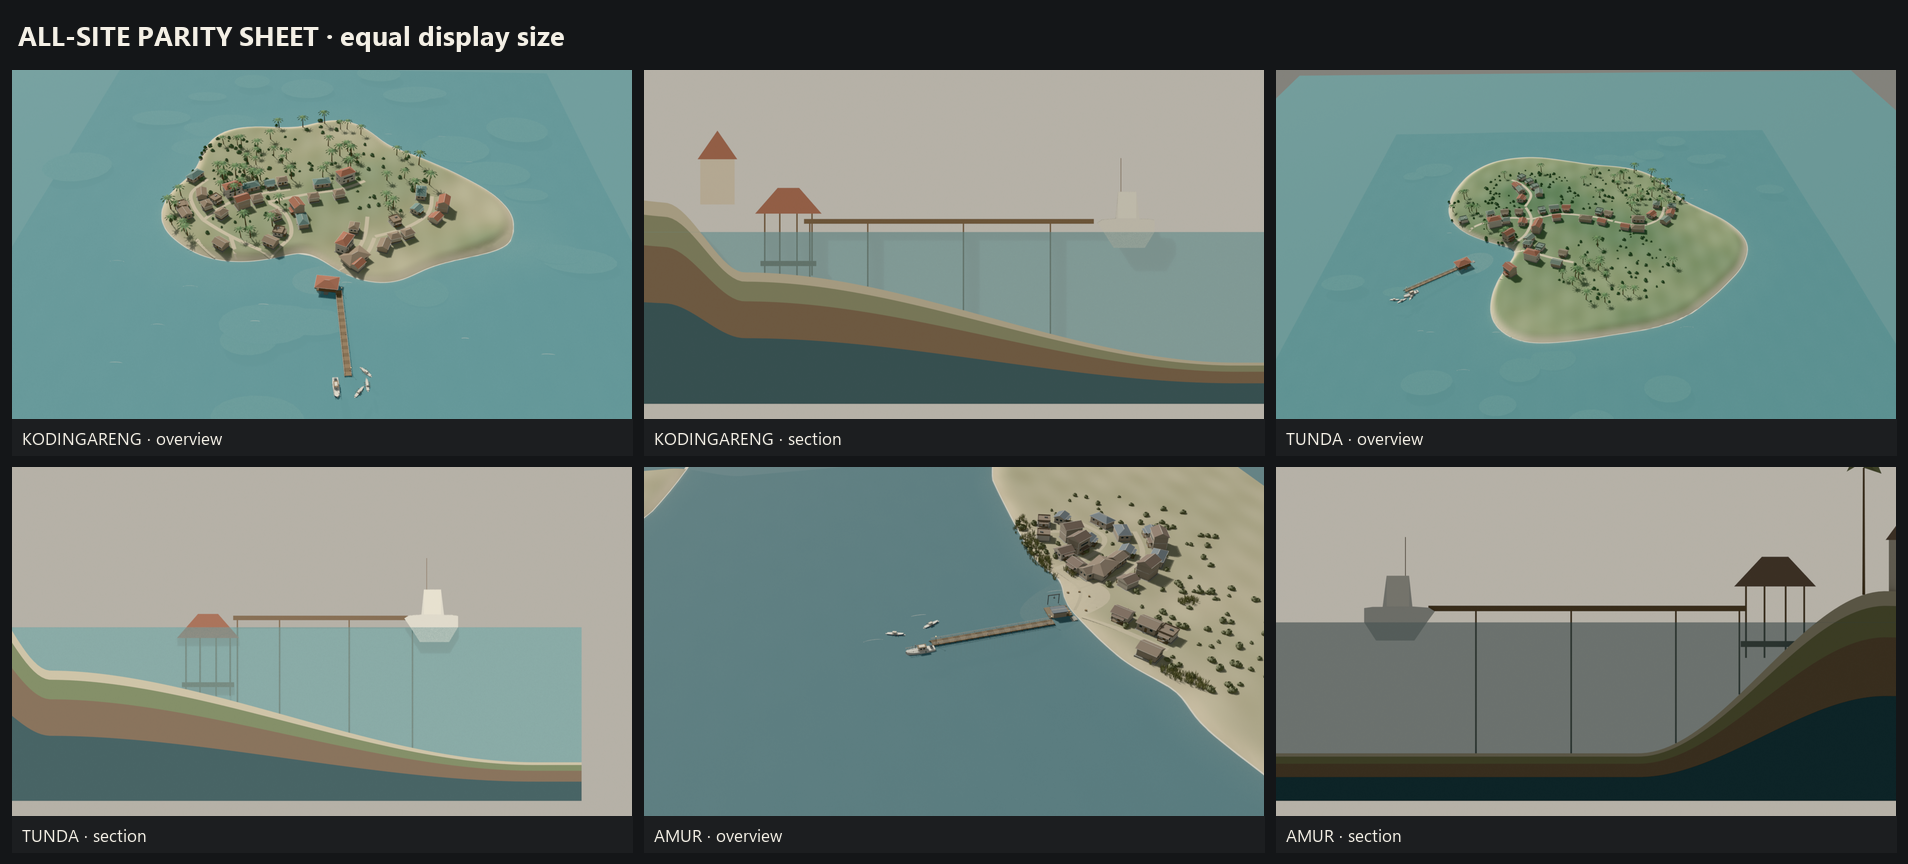 ALL-SITE PARITY SHEET · equal display size
KODINGARENG · overview
KODINGARENG · section
TUNDA · overview
TUNDA · section
AMUR · overview
AMUR · section